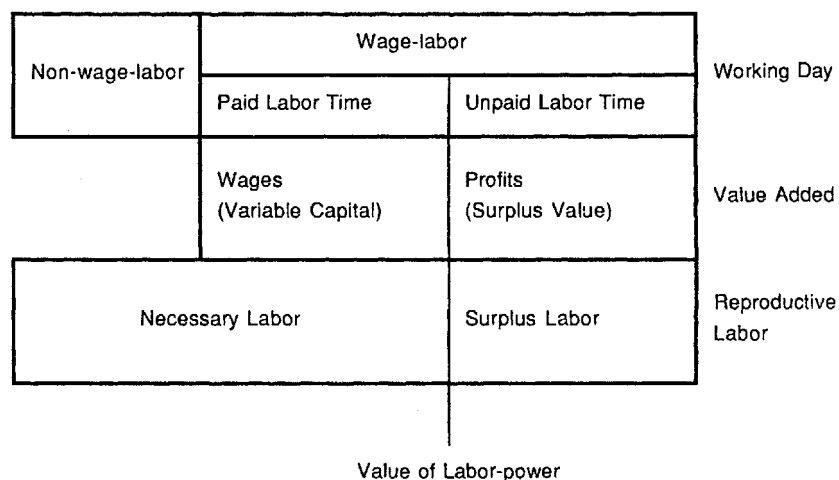 Wage-labor
Non-wage-labor
Working Day
Paid Labor Time
Unpaid Labor Time
Wages
(Variable Capital)
Profits
(Surplus Value)
Value Added
Necessary Labor
Surplus Labor
Reproductive
Labor
Value of Labor-power